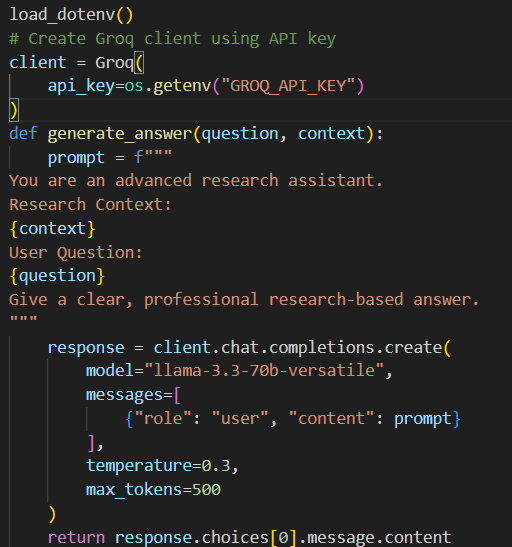 load_dotenv()
# Create Groq client using API key
client = Groq(
    api_key=os.getenv("GROQ_API_KEY")
)
def generate_answer(question, context):
    prompt = f"""
You are an advanced research assistant.
Research Context:
{context}
User Question:
{question}
Give a clear, professional research-based answer.
"""
    response = client.chat.completions.create(
        model="llama-3.3-70b-versatile",
        messages=[
            {"role": "user", "content": prompt}
        ],
        temperature=0.3,
        max_tokens=500
    )
    return response.choices[0].message.content